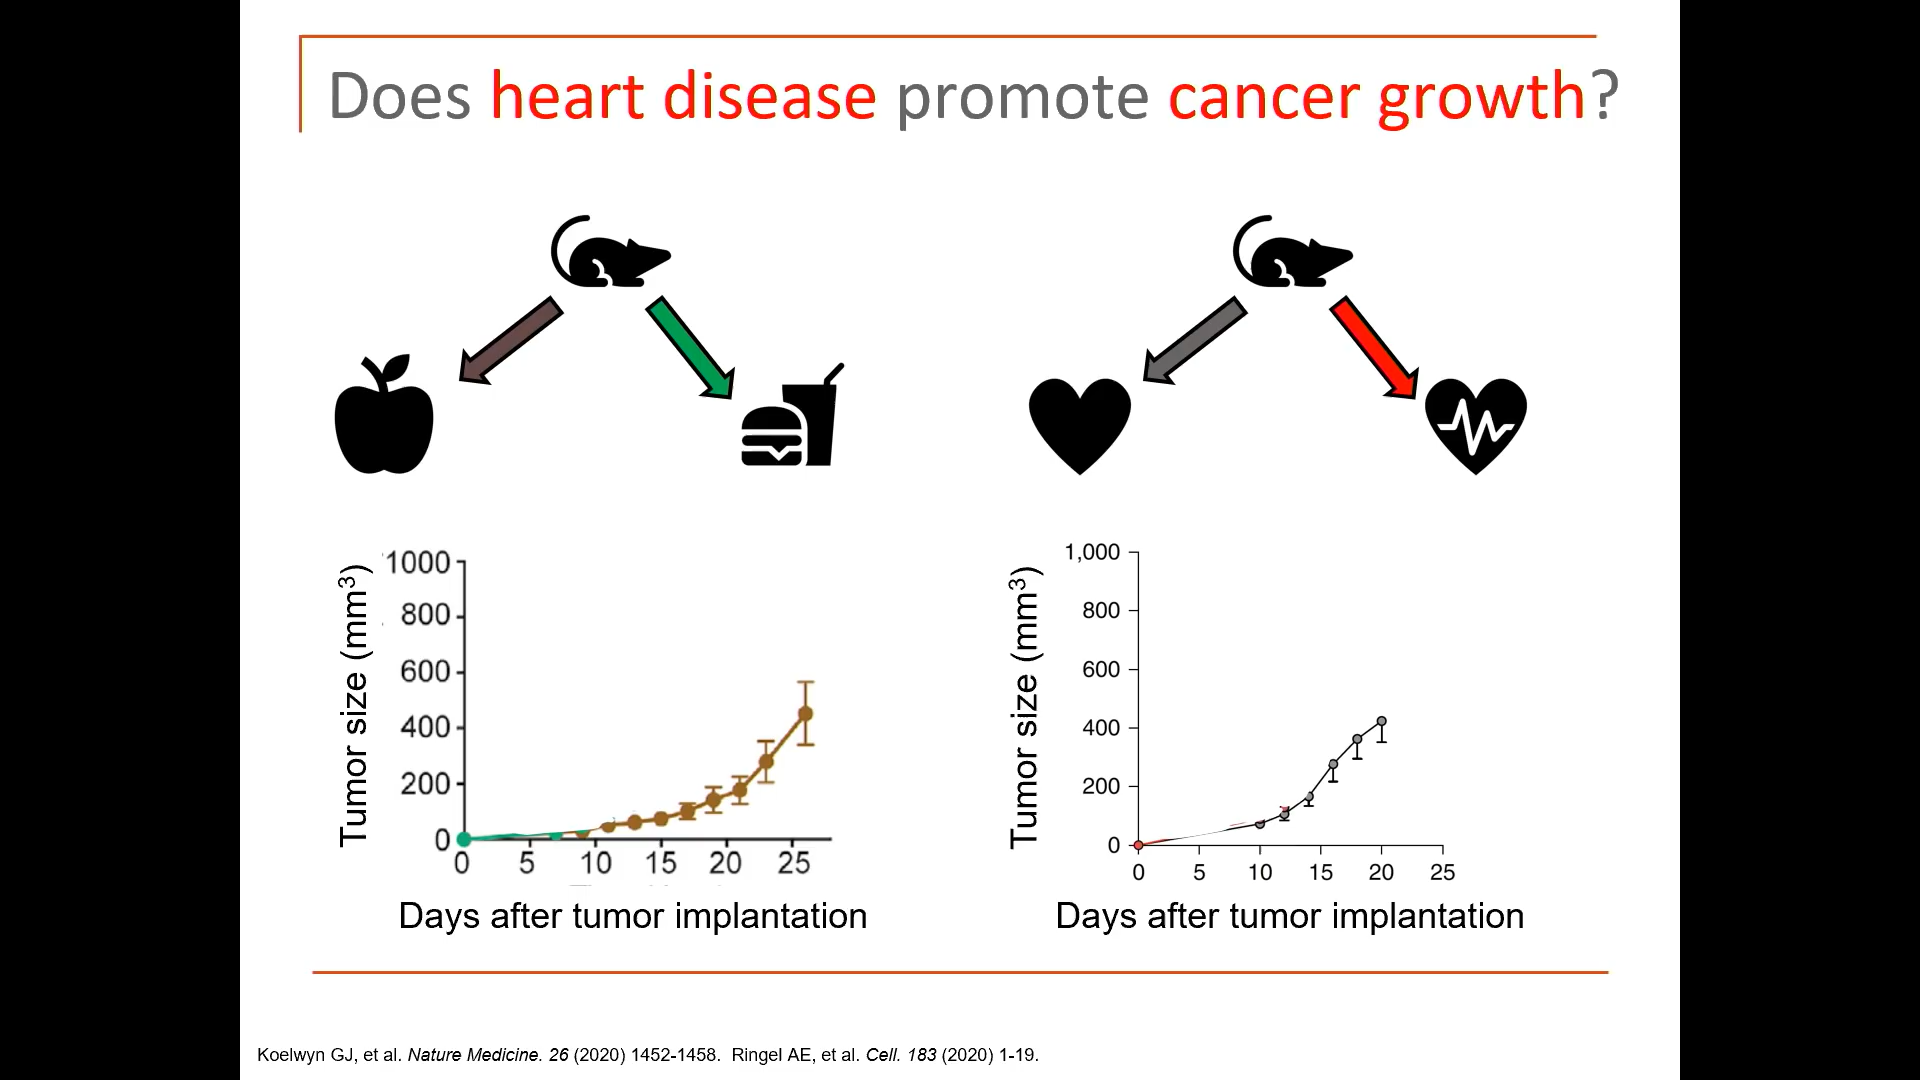 Does heart disease promote cancer growth?
Tumor size (mm³)
1000
800
600
400
200
0
0 5 10 15 20 25
Days after tumor implantation
Tumor size (mm³)
1,000
800
600
400
200
0
0 5 10 15 20 25
Days after tumor implantation
Koelwyn GJ, et al. Nature Medicine. 26 (2020) 1452-1458.  Ringel AE, et al. Cell. 183 (2020) 1-19.